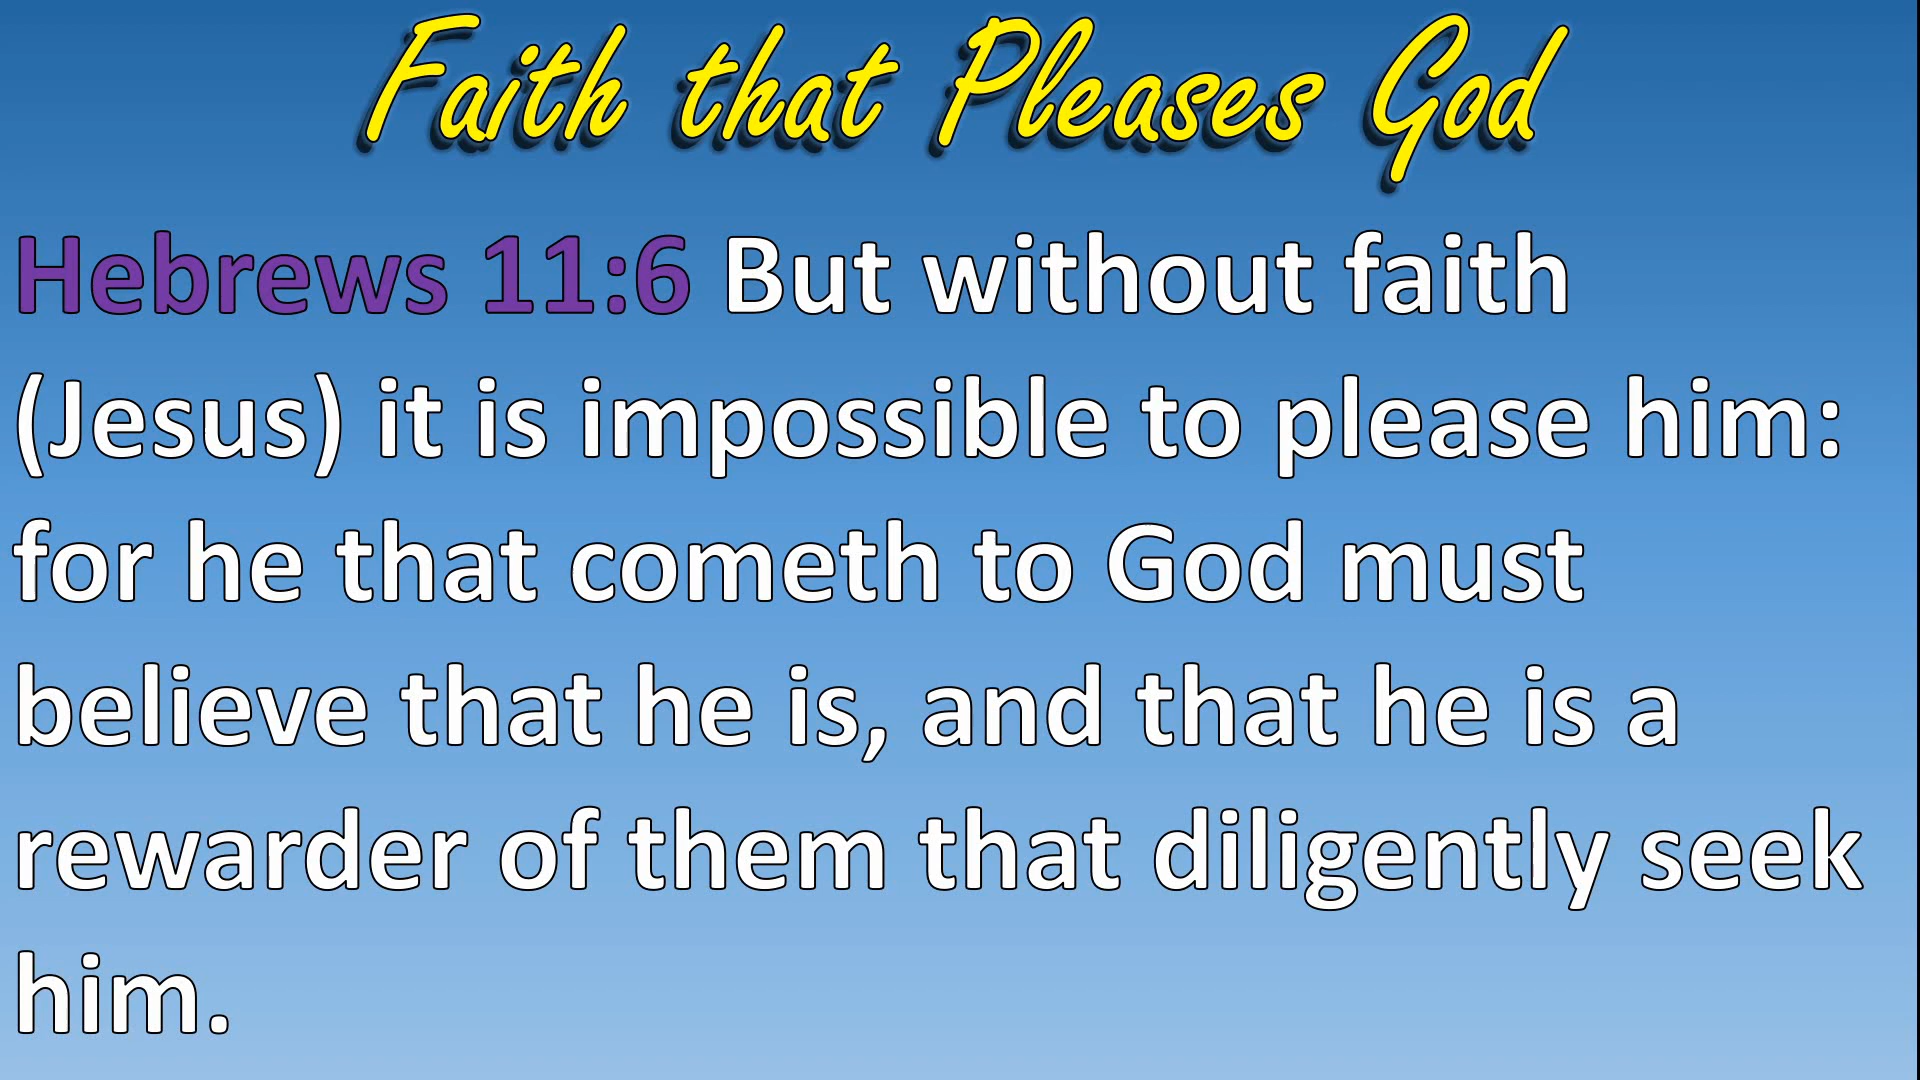 Faith that Pleases God
Hebrews 11:6 But without faith
(Jesus) it is impossible to please him:
for he that cometh to God must
believe that he is, and that he is a
rewarder of them that diligently seek
him.